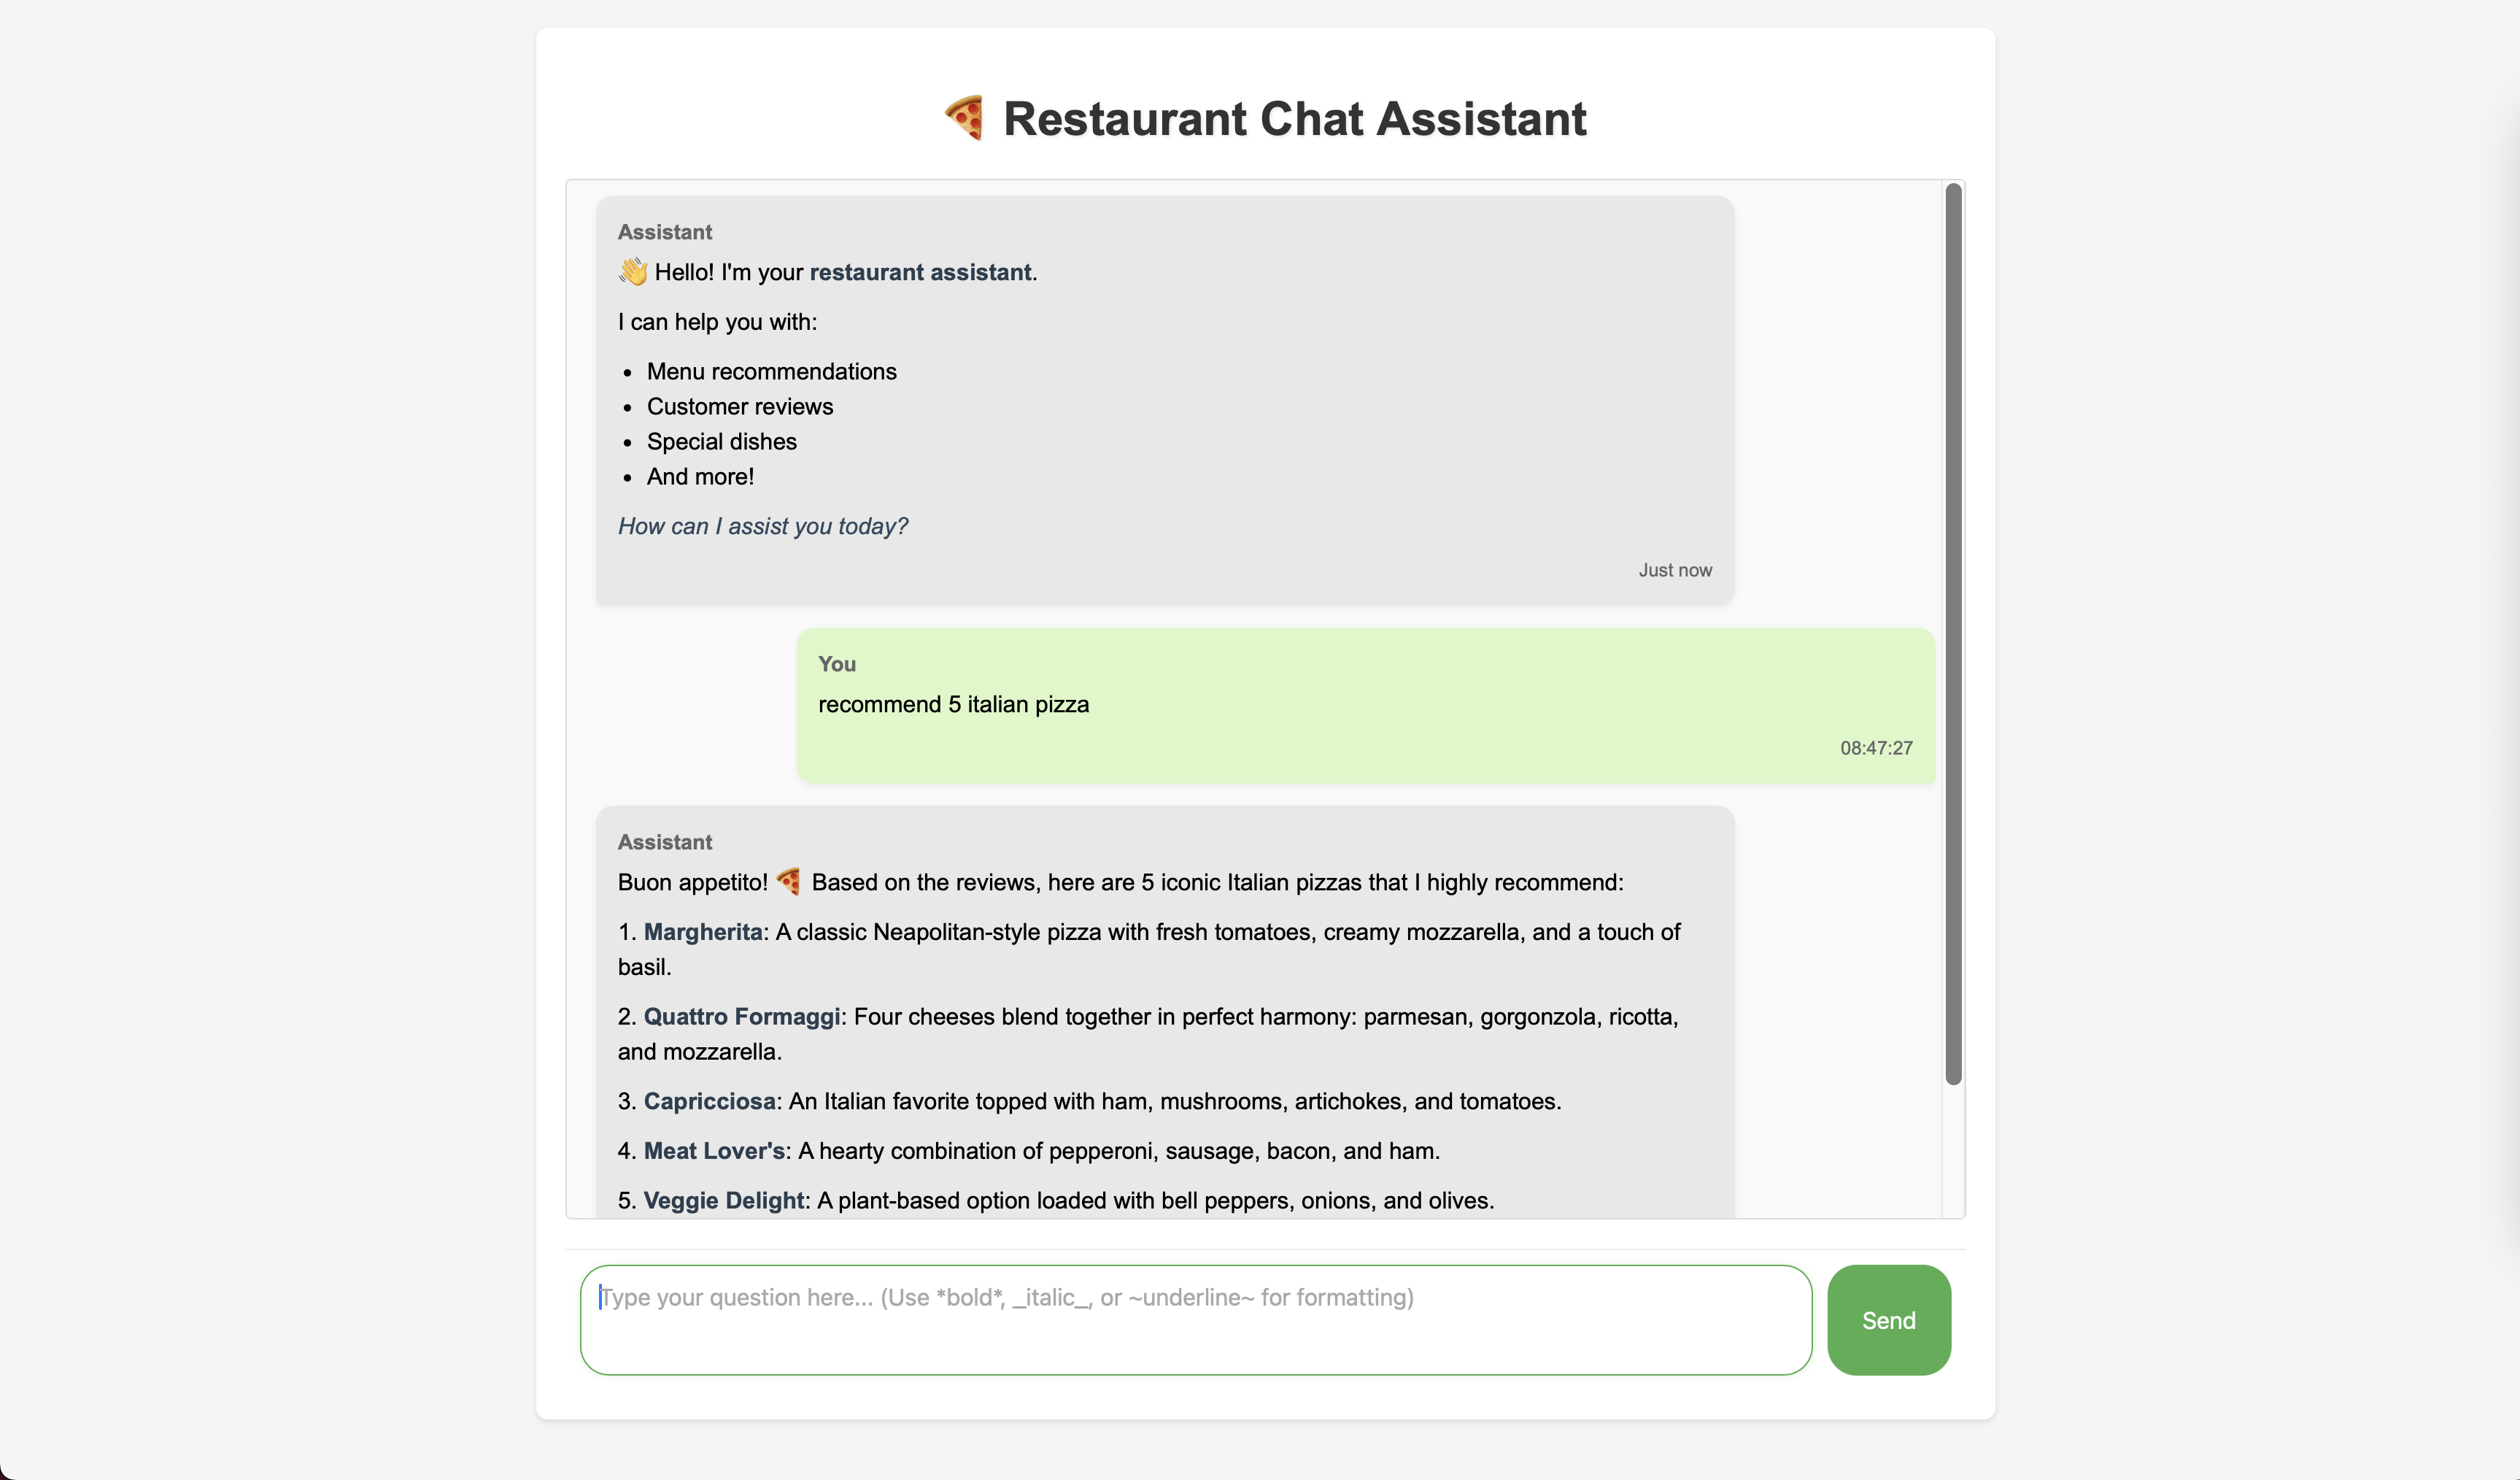 🍕 Restaurant Chat Assistant
Assistant
👋 Hello! I'm your restaurant assistant.
I can help you with:
• Menu recommendations
• Customer reviews
• Special dishes
• And more!
How can I assist you today?
Just now
You
recommend 5 italian pizza
08:47:27
Assistant
Buon appetito! 🍕 Based on the reviews, here are 5 iconic Italian pizzas that I highly recommend:
1. Margherita: A classic Neapolitan-style pizza with fresh tomatoes, creamy mozzarella, and a touch of
basil.
2. Quattro Formaggi: Four cheeses blend together in perfect harmony: parmesan, gorgonzola, ricotta,
and mozzarella.
3. Capricciosa: An Italian favorite topped with ham, mushrooms, artichokes, and tomatoes.
4. Meat Lover's: A hearty combination of pepperoni, sausage, bacon, and ham.
5. Veggie Delight: A plant-based option loaded with bell peppers, onions, and olives.
Type your question here... (Use *bold*, _italic_, or ~underline~ for formatting)
Send